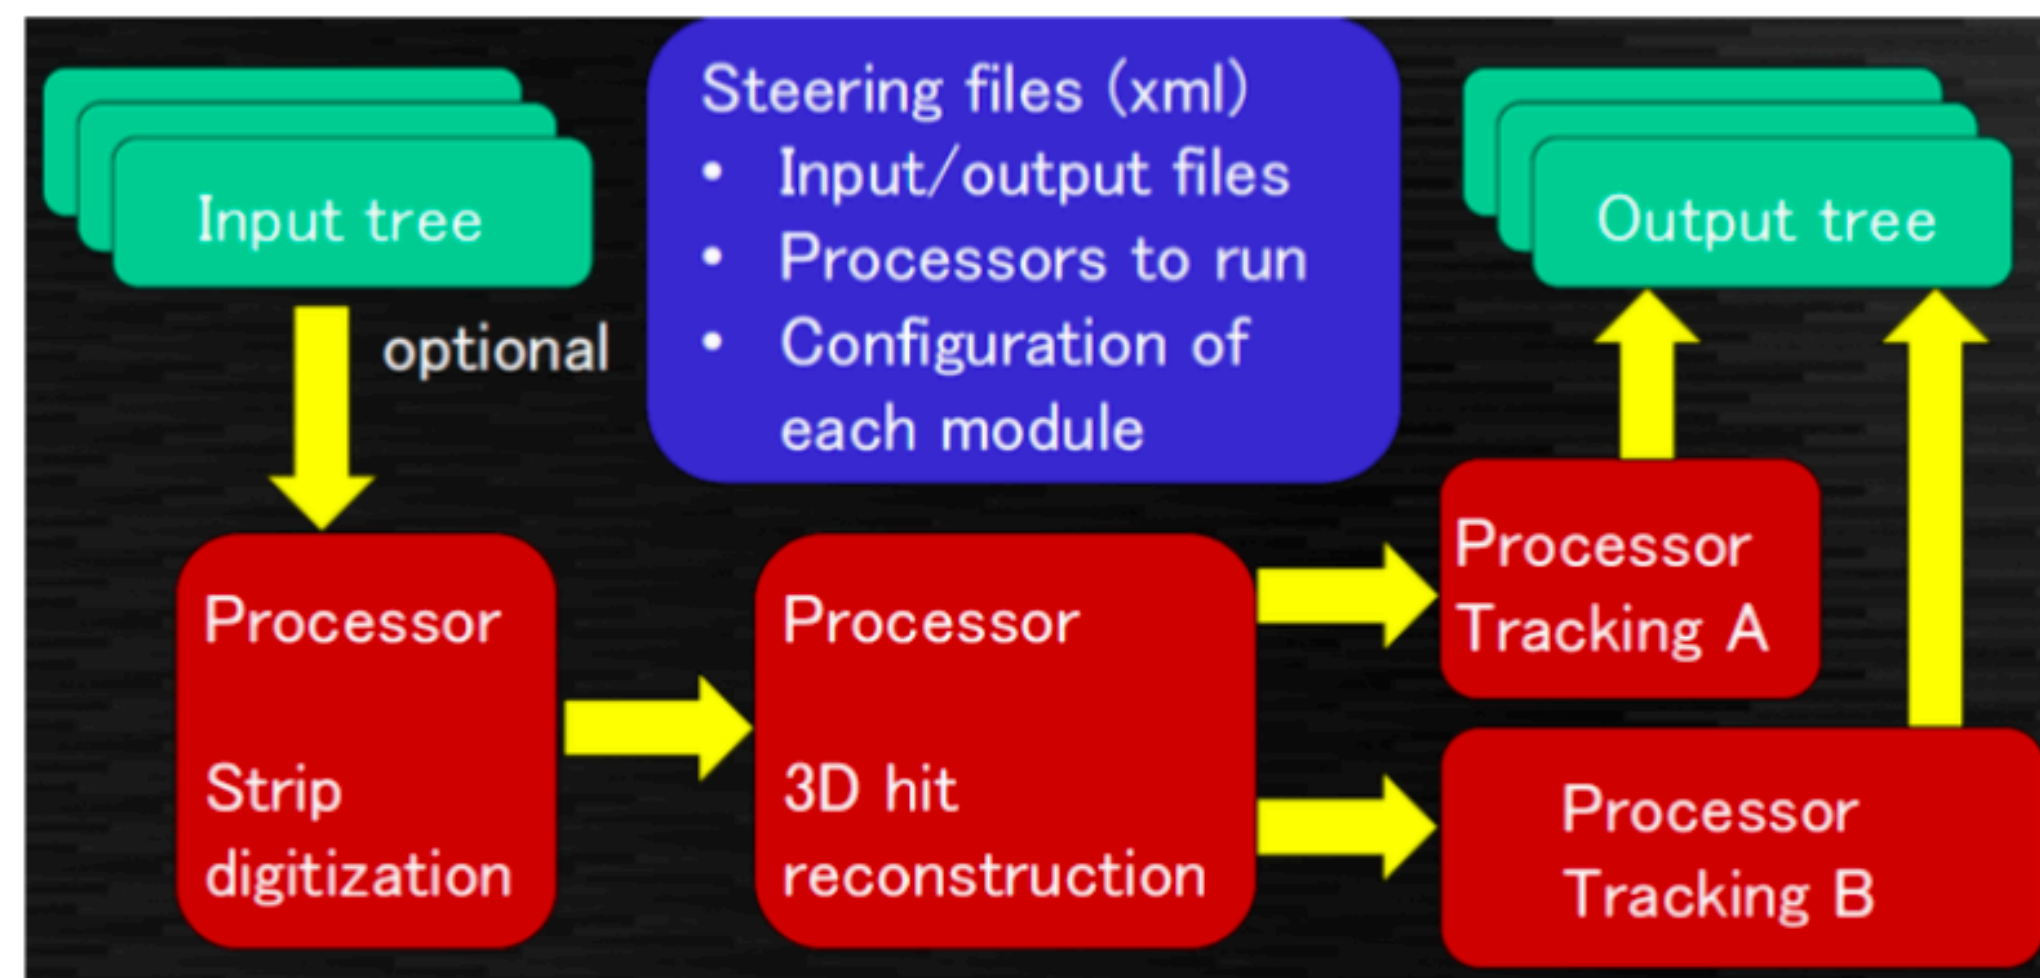 Input tree
optional
Steering files (xml)
• Input/output files
• Processors to run
• Configuration of
each module
Output tree
Processor
Strip
digitization
Processor
3D hit
reconstruction
Processor
Tracking A
Processor
Tracking B